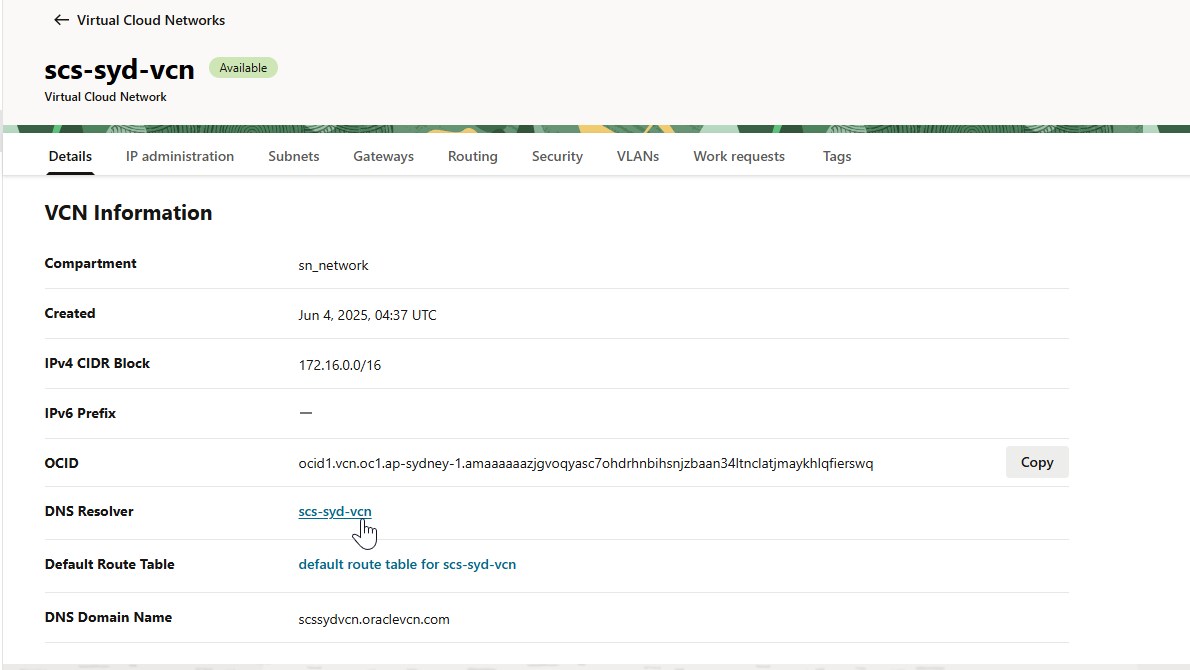 Virtual Cloud Networks
scs-syd-vcn Available
Virtual Cloud Network
Details IP administration Subnets Gateways Routing Security VLANs Work requests Tags
VCN Information
Compartment sn_network
Created Jun 4, 2025, 04:37 UTC
IPv4 CIDR Block 172.16.0.0/16
IPv6 Prefix —
OCID ocid1.vcn.oc1.ap-sydney-1.amaaaaaazjgvoqyasc7ohdrhnbihsnjzbaan34ltnclatjmaykhlqfierswq Copy
DNS Resolver scs-syd-vcn
Default Route Table default route table for scs-syd-vcn
DNS Domain Name scssydvcn.oraclevcn.com